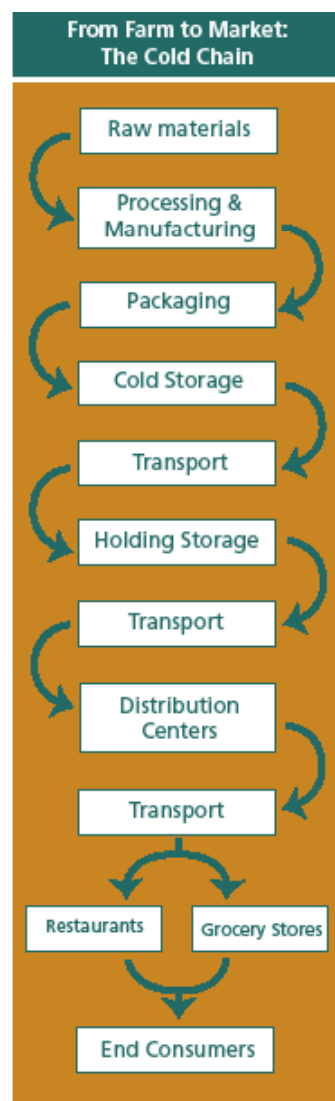 From Farm to Market:
The Cold Chain
Raw materials
Processing &
Manufacturing
Packaging
Cold Storage
Transport
Holding Storage
Transport
Distribution
Centers
Transport
Restaurants
Grocery Stores
End Consumers